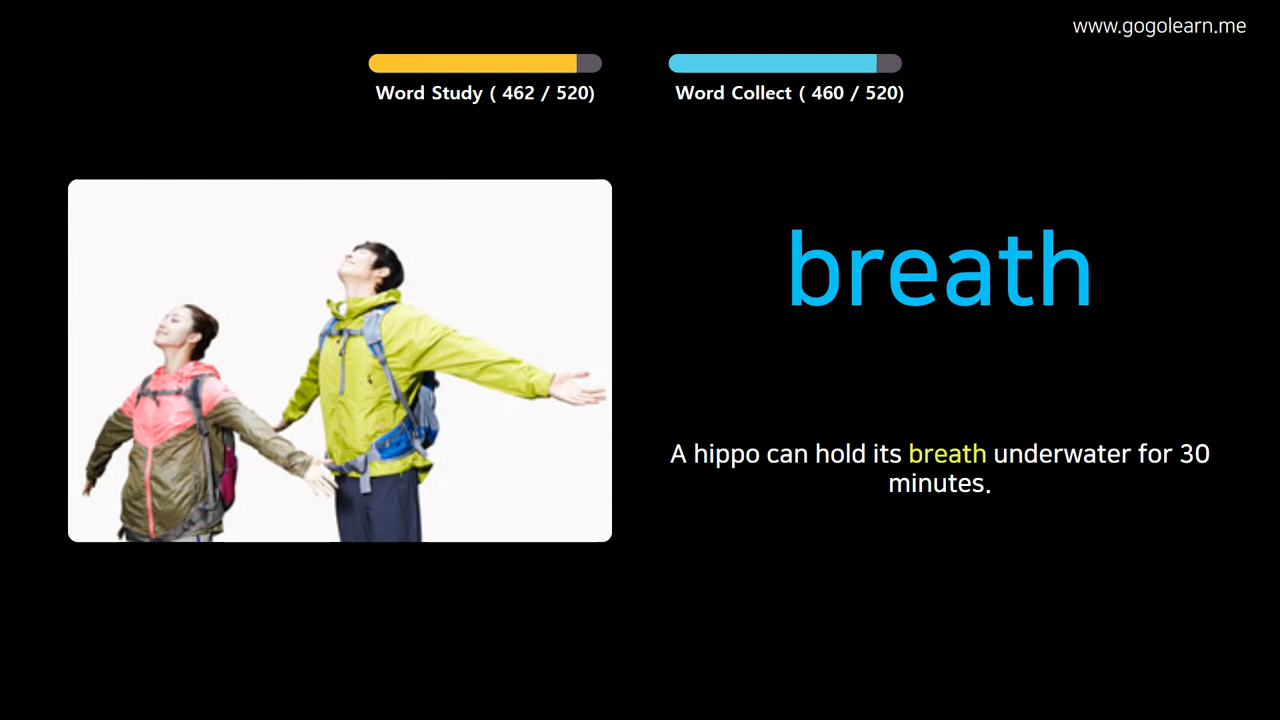 www.gogolearn.me
Word Study ( 462 / 520)
Word Collect ( 460 / 520)
breath
A hippo can hold its breath underwater for 30
minutes.